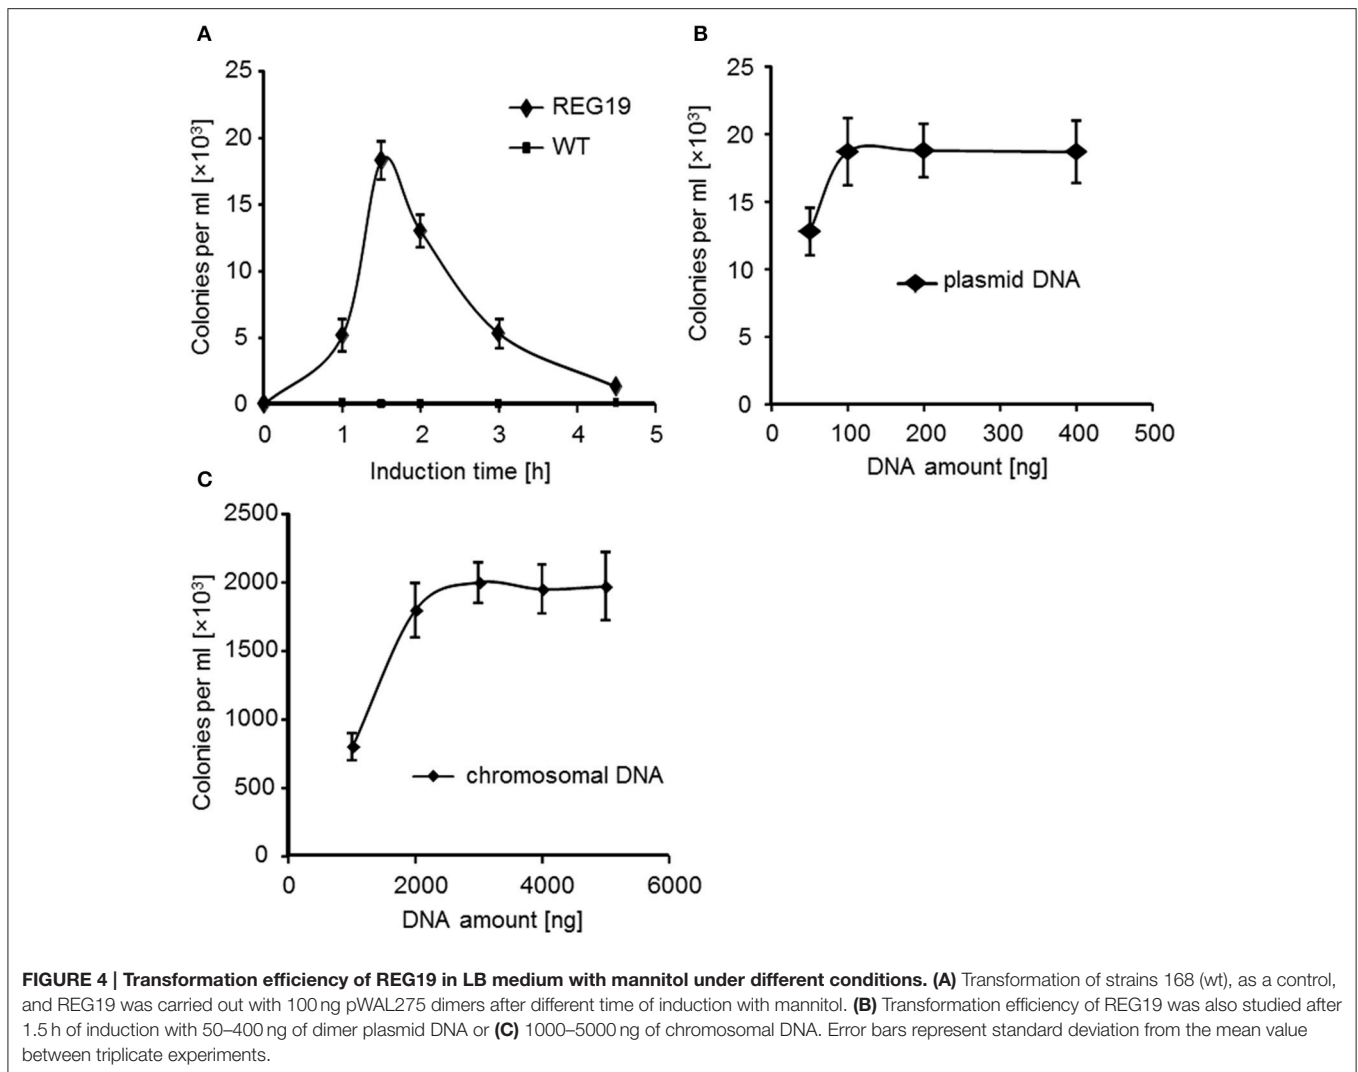 A
25
20
15
10
5
0
Colonies per ml [×10³]
REG19
WT
0 1 2 3 4 5
Induction time [h]
B
25
20
15
10
5
0
Colonies per ml [×10³]
plasmid DNA
0 100 200 300 400 500
DNA amount [ng]
C
2500
2000
1500
1000
500
0
Colonies per ml [×10³]
chromosomal DNA
0 2000 4000 6000
DNA amount [ng]
FIGURE 4 | Transformation efficiency of REG19 in LB medium with mannitol under different conditions. (A) Transformation of strains 168 (wt), as a control,
and REG19 was carried out with 100 ng pWAL275 dimers after different time of induction with mannitol. (B) Transformation efficiency of REG19 was also studied after
1.5 h of induction with 50–400 ng of dimer plasmid DNA or (C) 1000–5000 ng of chromosomal DNA. Error bars represent standard deviation from the mean value
between triplicate experiments.